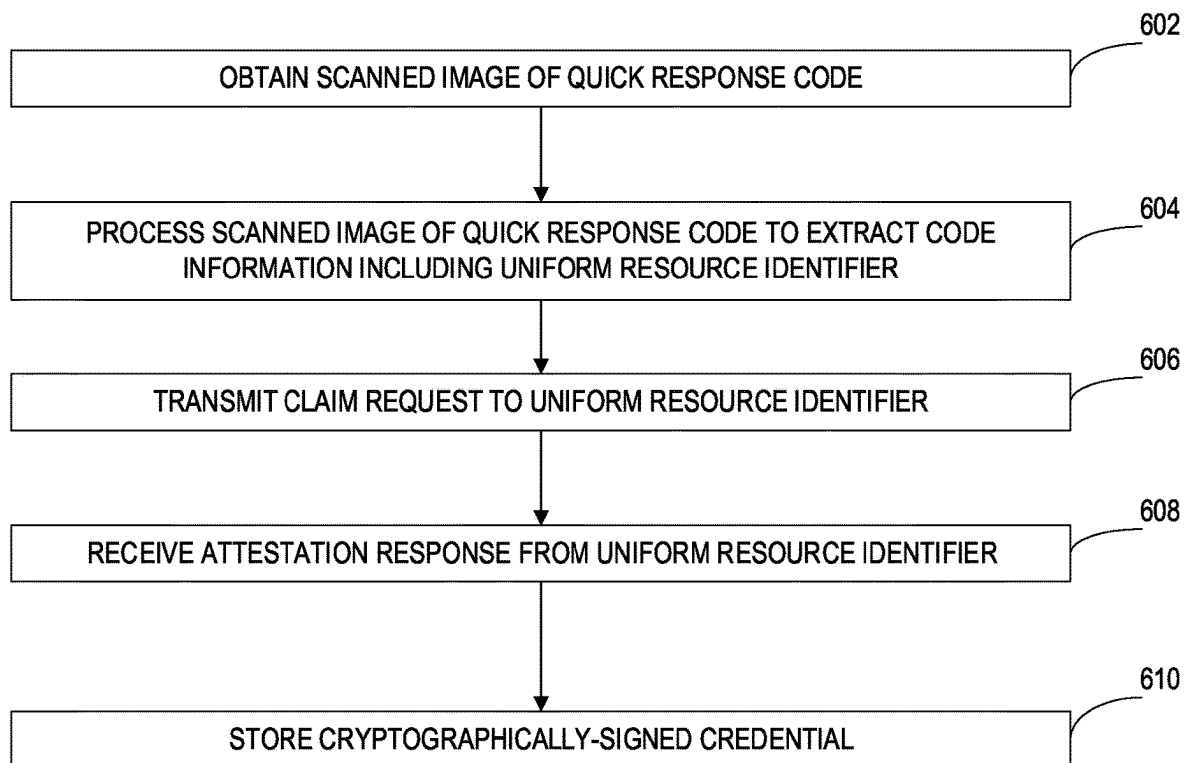 602
OBTAIN SCANNED IMAGE OF QUICK RESPONSE CODE
604
PROCESS SCANNED IMAGE OF QUICK RESPONSE CODE TO EXTRACT CODE
INFORMATION INCLUDING UNIFORM RESOURCE IDENTIFIER
606
TRANSMIT CLAIM REQUEST TO UNIFORM RESOURCE IDENTIFIER
608
RECEIVE ATTESTATION RESPONSE FROM UNIFORM RESOURCE IDENTIFIER
610
STORE CRYPTOGRAPHICALLY-SIGNED CREDENTIAL